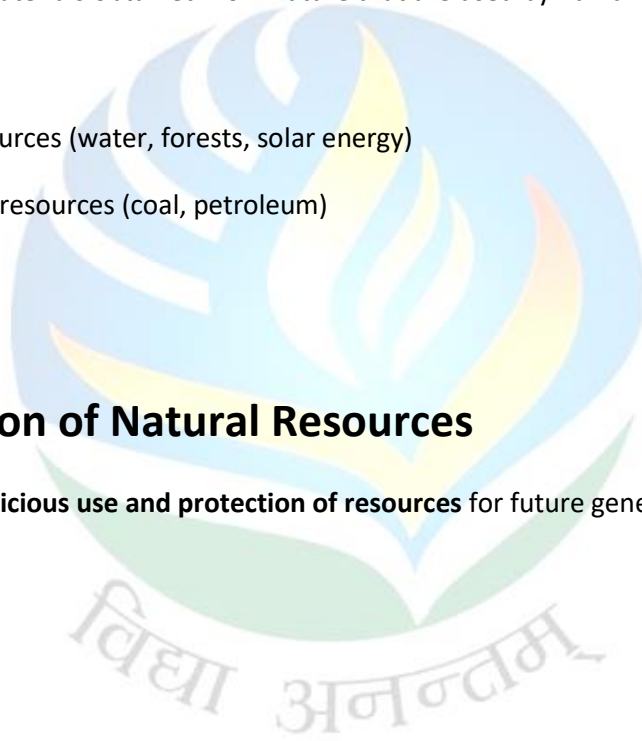 urces (water, forests, solar energy)
resources (coal, petroleum)
on of Natural Resources
icious use and protection of resources for future gene
विद्या अनन्तम्